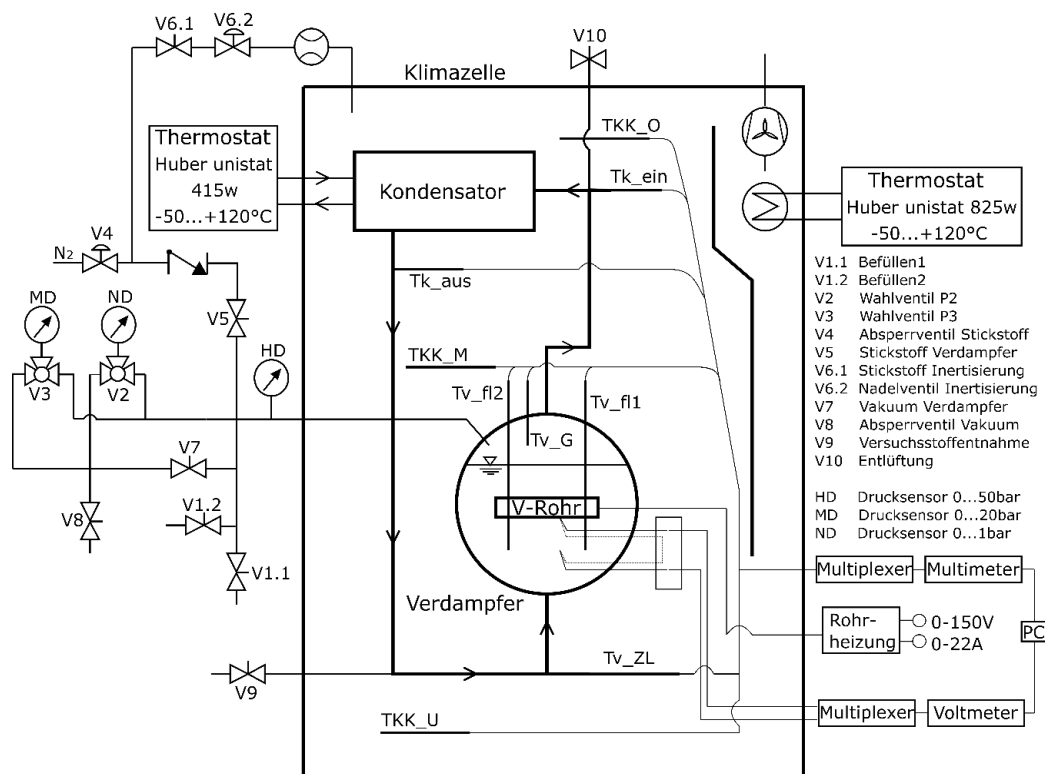 V6.1
V6.2
V10
Klimazelle
Thermostat
Huber unistat
415w
-50...+120°C
Kondensator
TKK_O
Tk_ein
Thermostat
Huber unistat 825w
-50...+120°C
N2
V4
Tk_aus
MD
ND
V5
HD
V3
V2
TKK_M
Tv_fl2
Tv_fl1
Tv_G
V7
V-Rohr
V1.2
V8
V1.1
Verdampfer
V9
Tv_ZL
TKK_U
V1.1 Befüllen1
V1.2 Befüllen2
V2 Wahlventil P2
V3 Wahlventil P3
V4 Absperrventil Stickstoff
V5 Stickstoff Verdampfer
V6.1 Stickstoff Inertisierung
V6.2 Nadelventil Inertisierung
V7 Vakuum Verdampfer
V8 Absperrventil Vakuum
V9 Versuchsstoffentnahme
V10 Entlüftung
HD Drucksensor 0...50bar
MD Drucksensor 0...20bar
ND Drucksensor 0...1bar
Multiplexer
Multimeter
Rohr-
heizung
0-150V
0-22A
PC
Multiplexer
Voltmeter